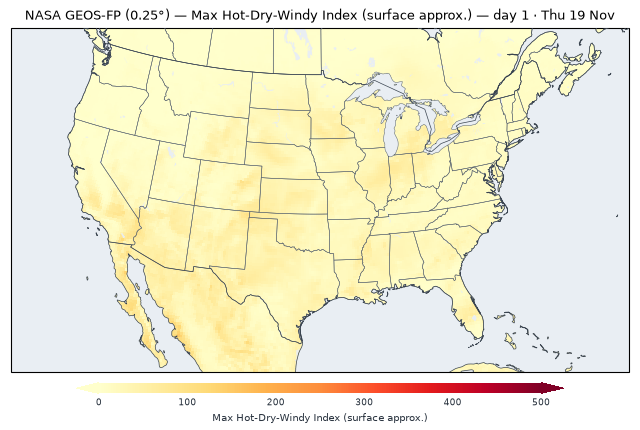 NASA GEOS-FP (0.25°) — Max Hot-Dry-Windy Index (surface approx.) — day 1 · Thu 19 Nov
0 100 200 300 400 500
Max Hot-Dry-Windy Index (surface approx.)